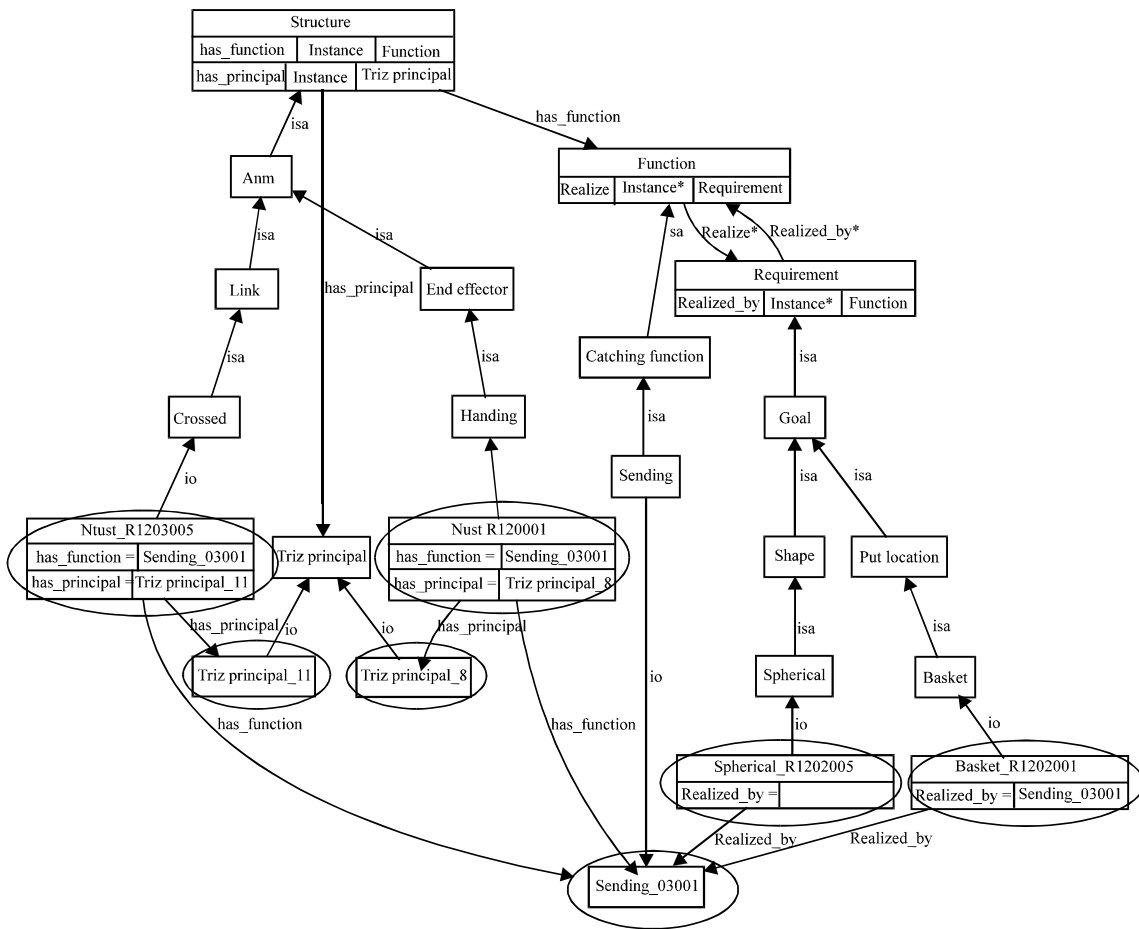 Structure
has_function Instance Function
has_principal Instance Triz principal
has_function
isa
Anm
Function
Realize Instance* Requirement
isa
isa
sa
Realize*
Realized_by*
Link
has_principal
End effector
Requirement
Realized_by Instance* Function
isa
isa
Catching function
isa
Crossed
Handing
isa
Goal
io
Sending
isa
isa
Ntust_R1203005
has_function = Sending_03001
has_principal = Triz principal_11
Triz principal
Nust R120001
has_function = Sending_03001
has_principal = Triz principal_8
Shape
Put location
has_principal
io
io
has_principal
isa
isa
Triz principal_11
Triz principal_8
io
Spherical
Basket
has_function
has_function
io
io
Spherical_R1202005
Realized_by =
Basket_R1202001
Realized_by = Sending_03001
Realized_by
Realized_by
Sending_03001